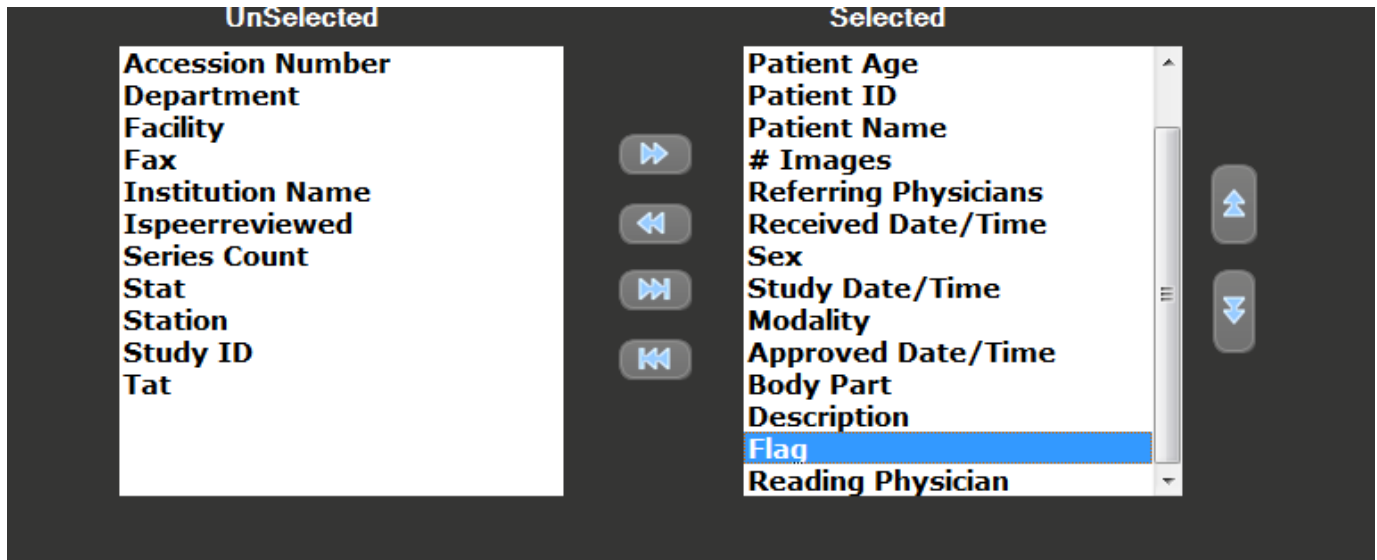 UnSelected
Accession Number
Department
Facility
Fax
Institution Name
Ispeerreviewed
Series Count
Stat
Station
Study ID
Tat
Selected
Patient Age
Patient ID
Patient Name
# Images
Referring Physicians
Received Date/Time
Sex
Study Date/Time
Modality
Approved Date/Time
Body Part
Description
Flag
Reading Physician